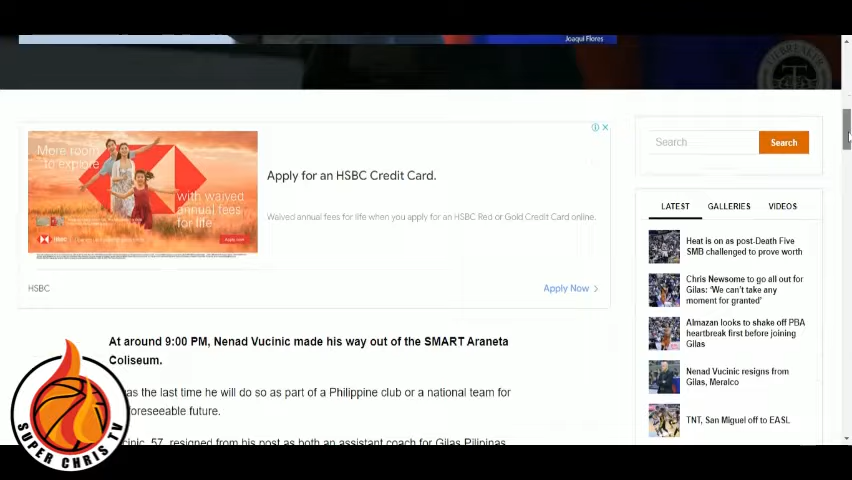 Joaqui Flores
TIEBREAKER
More room
to explore
with waived
annual fees
for life
HSBC
Apply now
Apply for an HSBC Credit Card.
Waived annual fees for life when you apply for an HSBC Red or Gold Credit Card online.
HSBC
Apply Now
Search
Search
LATEST GALLERIES VIDEOS
Heat is on as post-Death Five
SMB challenged to prove worth
Chris Newsome to go all out for
Gilas: ‘We can’t take any
moment for granted’
Almazan looks to shake off PBA
heartbreak first before joining
Gilas
Nenad Vucinic resigns from
Gilas, Meralco
TNT, San Miguel off to EASL
At around 9:00 PM, Nenad Vucinic made his way out of the SMART Araneta
Coliseum.
as the last time he will do so as part of a Philippine club or a national team for
foreseeable future.
cinic, 57, resigned from his post as both an assistant coach for Gilas Pilipinas
SUPER CHRIS TV